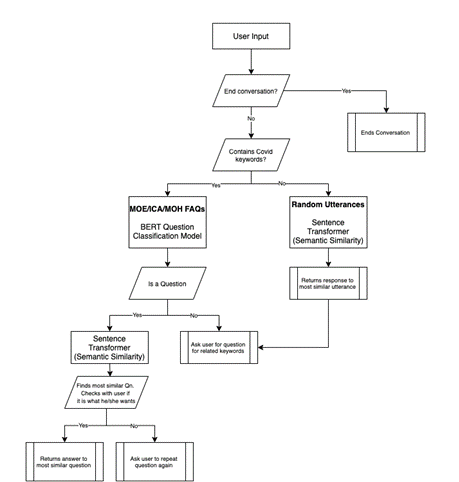 User Input
End conversation?
Yes
Ends Conversation
No
Contains Covid
keywords?
Yes
No
MOE/ICA/MOH FAQs
BERT Question
Classification Model
Random Utterances
Sentence
Transformer
(Semantic Similarity)
Is a Question
Returns response to
most similar utterance
Yes
No
Sentence
Transformer
(Semantic Similarity)
Ask user for question
for related keywords
Finds most similar Qn.
Checks with user if
it is what he/she wants
Yes
No
Returns answer to
most similar question
Ask user to repeat
question again